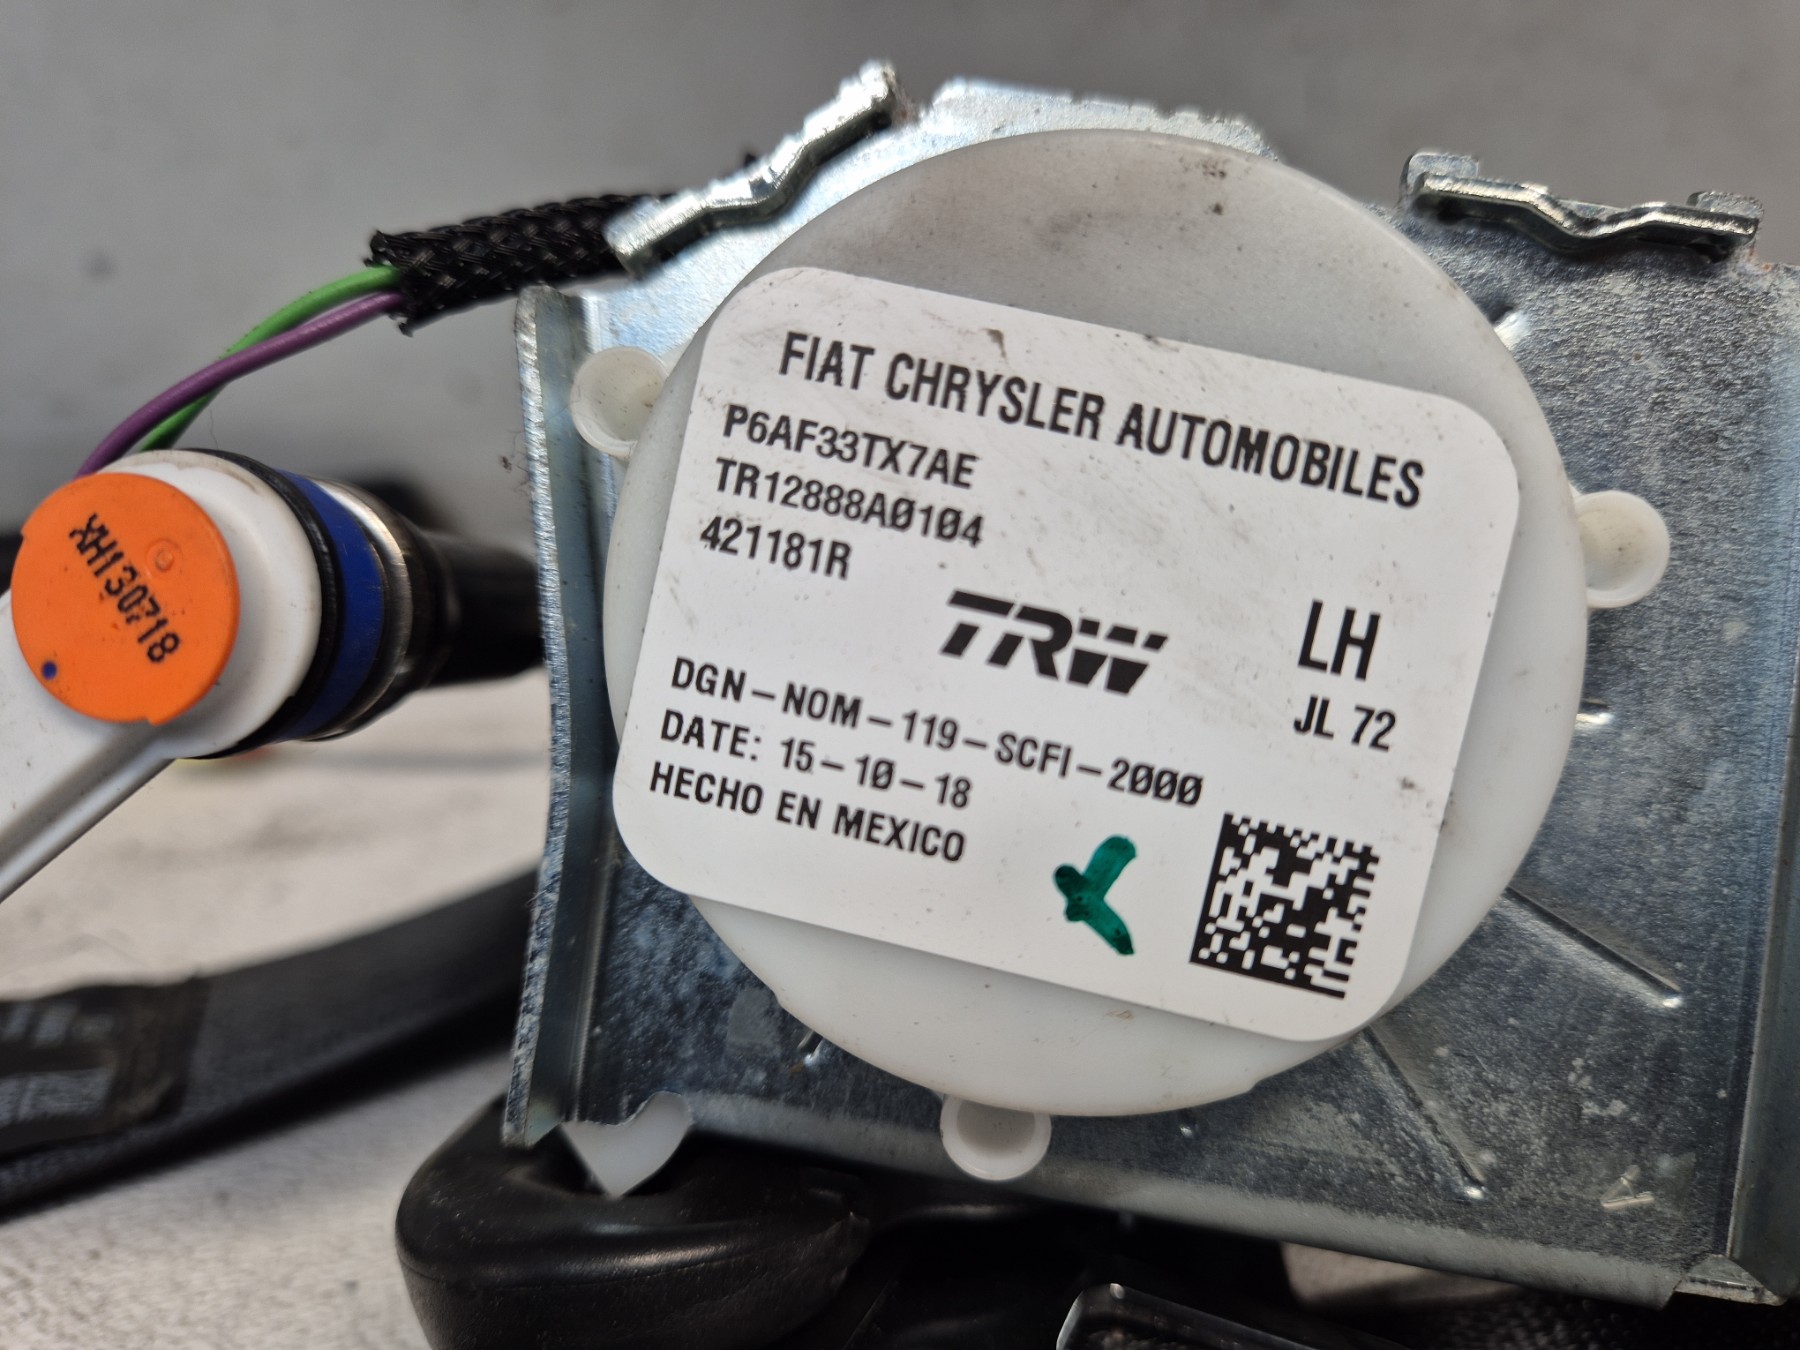 FIAT CHRYSLER AUTOMOBILES
P6AF33TX7AE
TR12888A0104
421181R
TRW
LH
JL 72
DGN-NOM-119-SCFI-2000
DATE: 15-10-18
HECHO EN MEXICO
XH130718